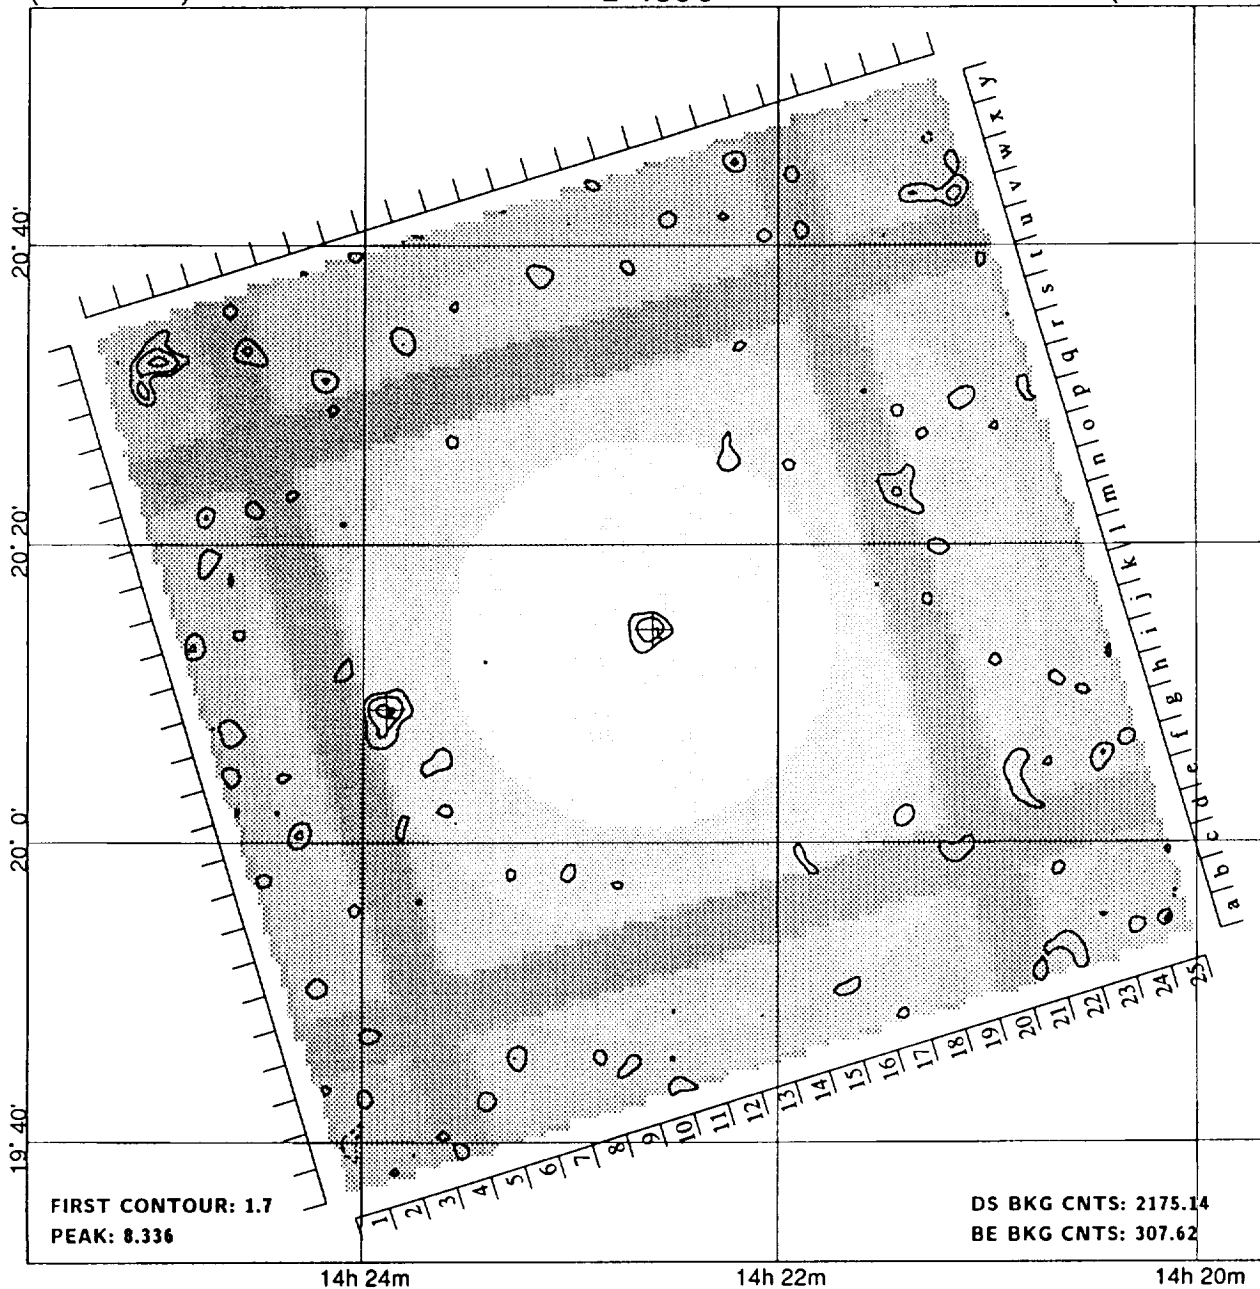 20° 40'
20° 20'
20° 0'
19° 40'
y
x
w
v
u
t
s
r
q
p
o
n
m
l
k
j
i
h
g
f
e
d
c
b
a
1
2
3
4
5
6
7
8
9
10
11
12
13
14
15
16
17
18
19
20
21
22
23
24
25
FIRST CONTOUR: 1.7
PEAK: 8.336
DS BKG CNTS: 2175.14
BE BKG CNTS: 307.62
14h 24m
14h 22m
14h 20m